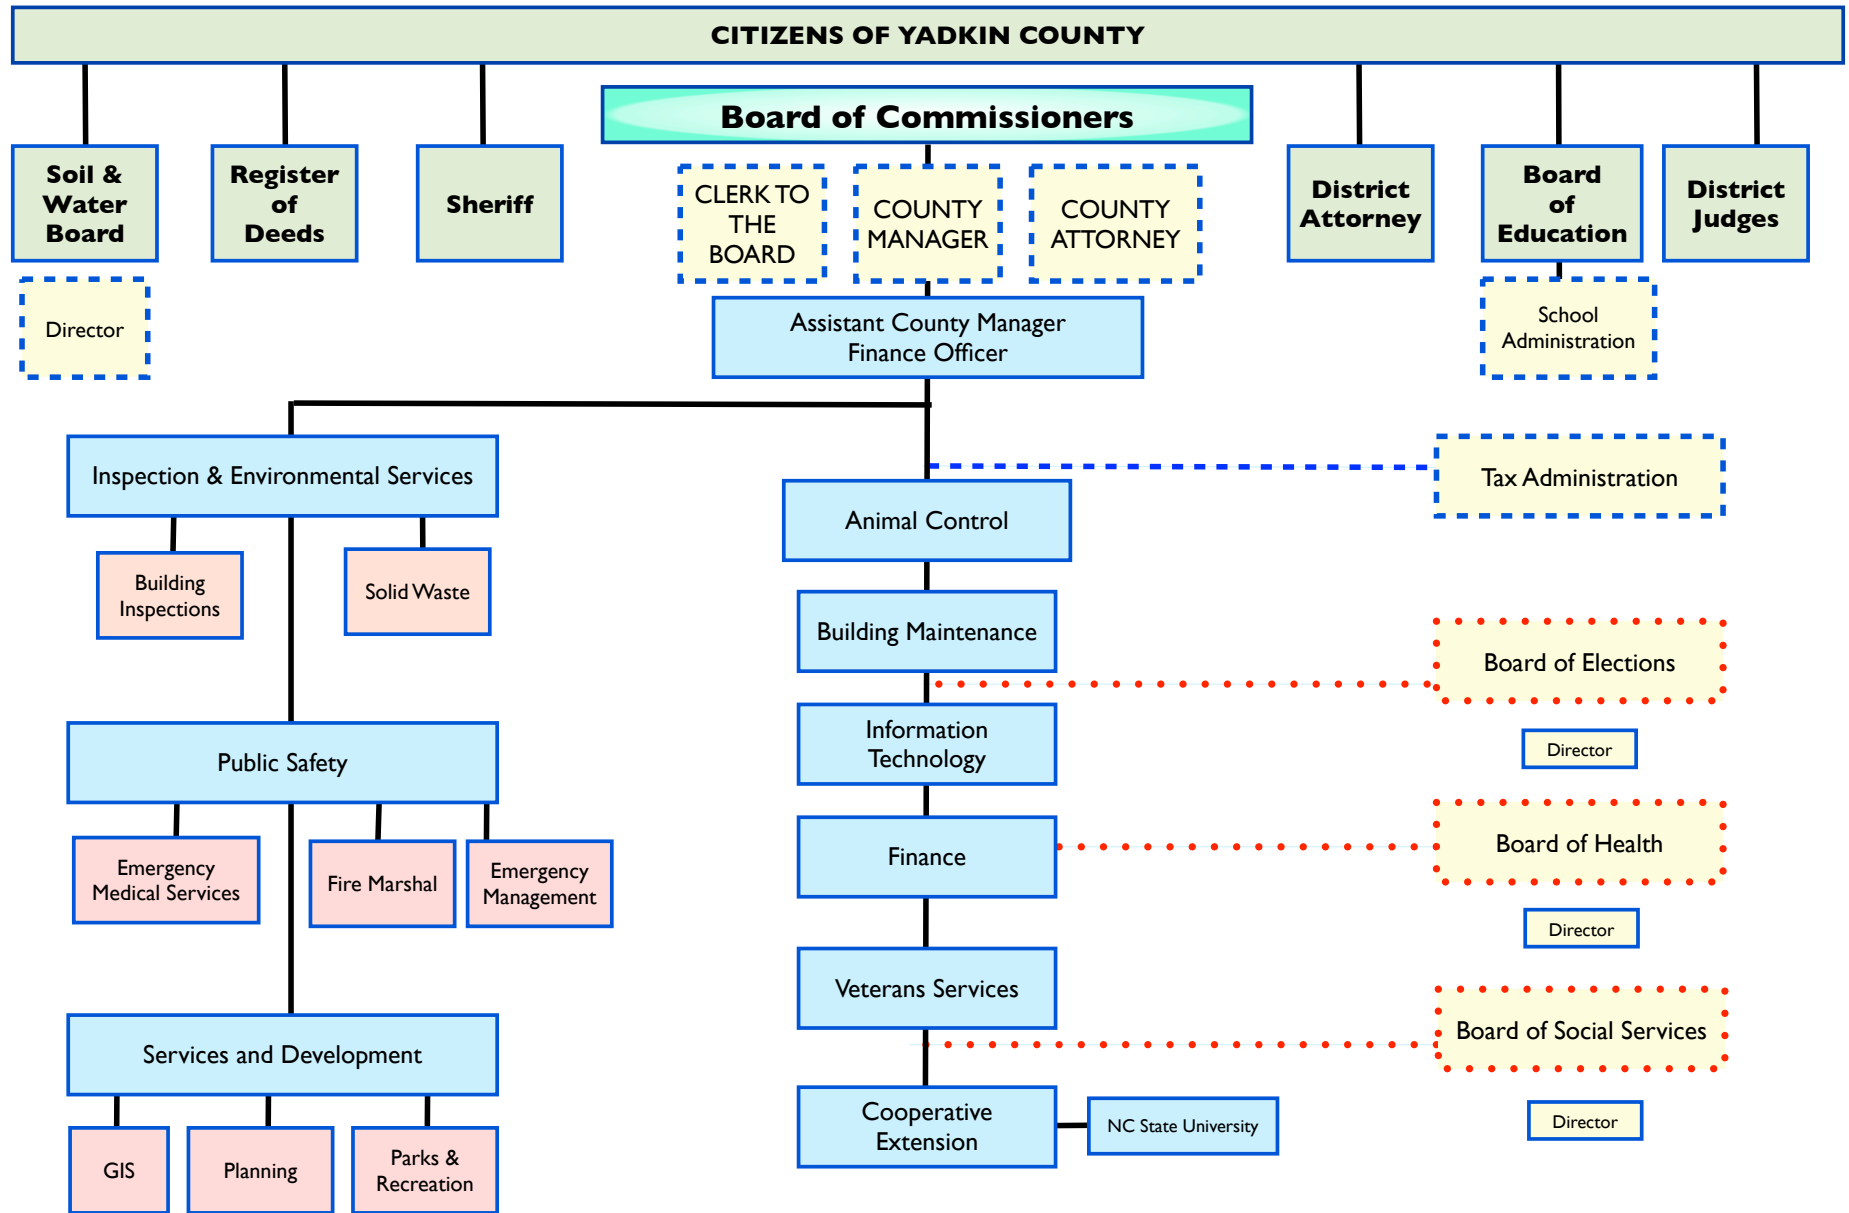 CITIZENS OF YADKIN COUNTY
Board of Commissioners
Soil &
Water
Board
Register
of
Deeds
Sheriff
CLERK TO
THE
BOARD
COUNTY
MANAGER
COUNTY
ATTORNEY
District
Attorney
Board
of
Education
District
Judges
Director
Assistant County Manager
Finance Officer
School
Administration
Inspection & Environmental Services
Tax Administration
Animal Control
Building
Inspections
Solid Waste
Building Maintenance
Board of Elections
Information
Technology
Director
Public Safety
Emergency
Medical Services
Fire Marshal
Emergency
Management
Finance
Board of Health
Director
Veterans Services
Board of Social Services
Services and Development
Cooperative
Extension
NC State University
Director
GIS
Planning
Parks &
Recreation